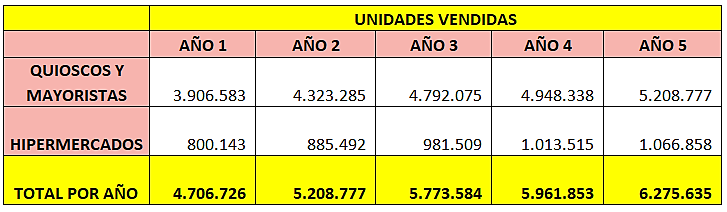 UNIDADES VENDIDAS
AÑO 1 AÑO 2 AÑO 3 AÑO 4 AÑO 5
QUIOSCOS Y
MAYORISTAS 3.906.583 4.323.285 4.792.075 4.948.338 5.208.777
HIPERMERCADOS 800.143 885.492 981.509 1.013.515 1.066.858
TOTAL POR AÑO 4.706.726 5.208.777 5.773.584 5.961.853 6.275.635